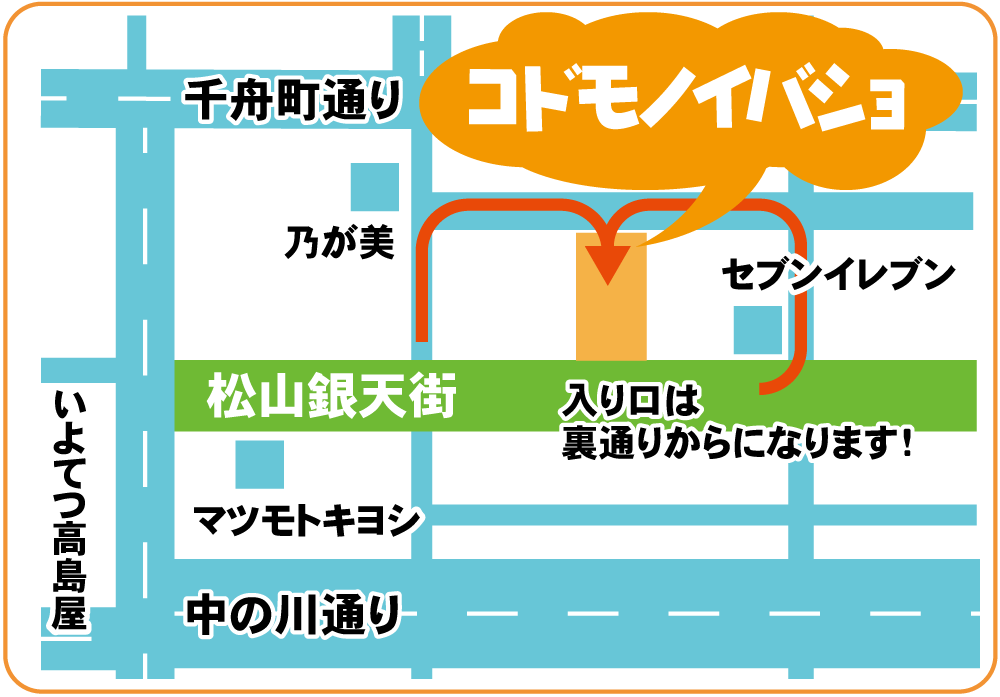 千舟町通り
コドモノイバショ
乃が美
セブンイレブン
松山銀天街
入り口は
裏通りからになります!
いよてつ高島屋
マツモトキヨシ
中の川通り